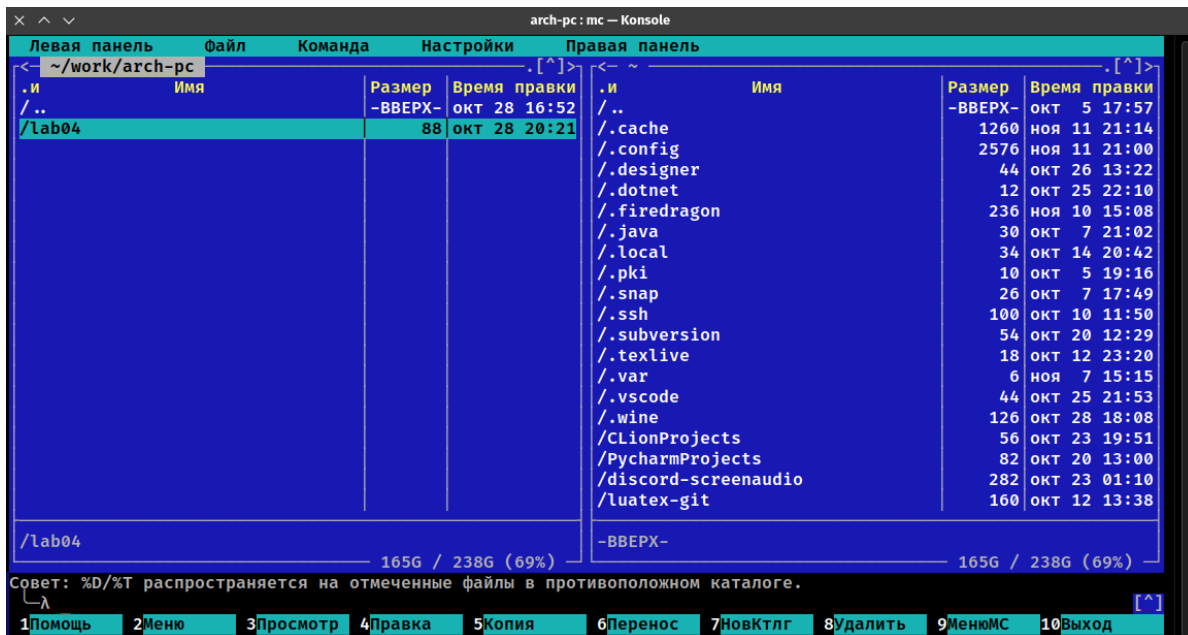 arch-pc : mc — Konsole
Левая панель Файл Команда Настройки Правая панель
<— ~/work/arch-pc .[^]> <— ~ .[^]>
.и Имя Размер Время правки .и Имя Размер Время правки
/.. -ВВЕРХ- окт 28 16:52 /.. -ВВЕРХ- окт 5 17:57
/lab04 88 окт 28 20:21 /.cache 1260 ноя 11 21:14
/.config 2576 ноя 11 21:00
/.designer 44 окт 26 13:22
/.dotnet 12 окт 25 22:10
/.firedragon 236 ноя 10 15:08
/.java 30 окт 7 21:02
/.local 34 окт 14 20:42
/.pki 10 окт 5 19:16
/.snap 26 окт 7 17:49
/.ssh 100 окт 10 11:50
/.subversion 54 окт 20 12:29
/.texlive 18 окт 12 23:20
/.var 6 ноя 7 15:15
/.vscode 44 окт 25 21:53
/.wine 126 окт 28 18:08
/CLionProjects 56 окт 23 19:51
/PycharmProjects 82 окт 20 13:00
/discord-screenaudio 282 окт 23 01:10
/luatex-git 160 окт 12 13:38
/lab04 -ВВЕРХ-
165G / 238G (69%) 165G / 238G (69%)
Совет: %D/%T распространяется на отмеченные файлы в противоположном каталоге.
λ [^]
1Помощь 2Меню 3Просмотр 4Правка 5Копия 6Перенос 7НовКтлг 8Удалить 9МенюMC 10Выход